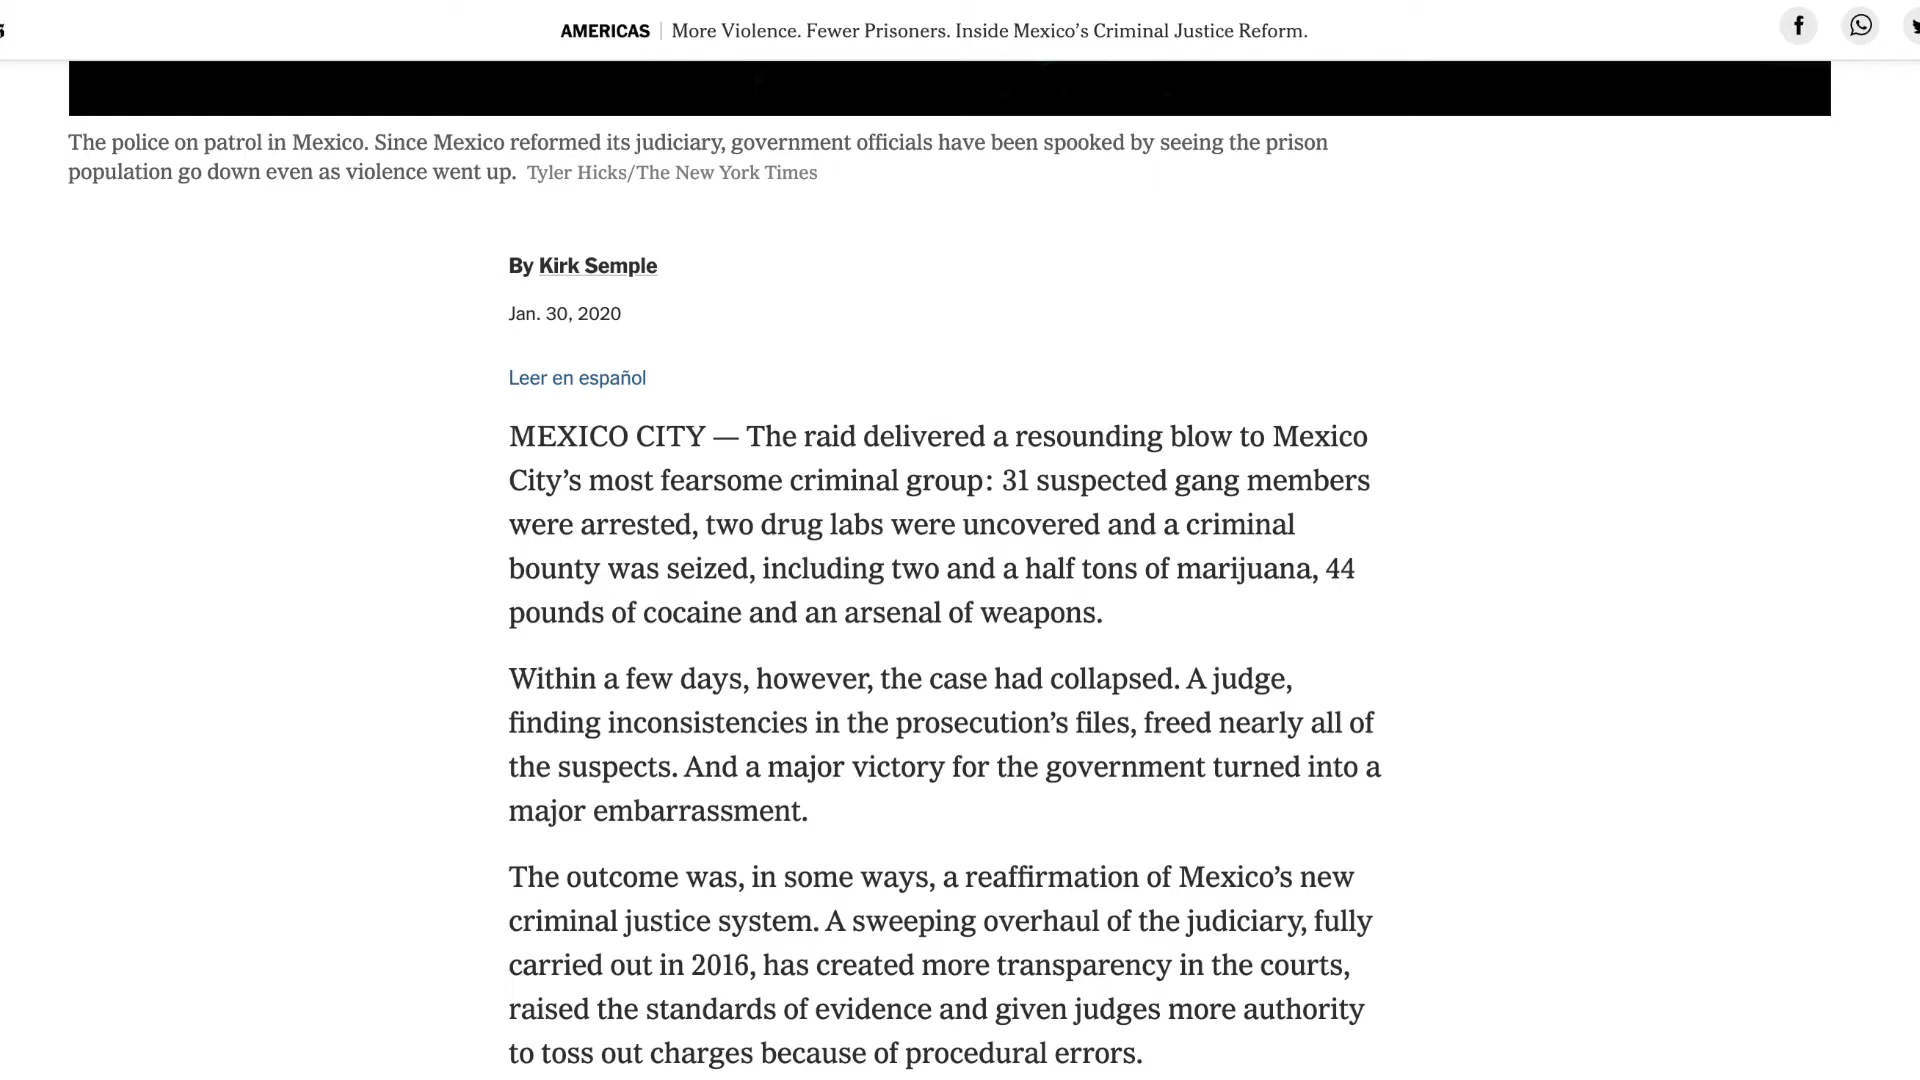 AMERICAS More Violence. Fewer Prisoners. Inside Mexico’s Criminal Justice Reform.
The police on patrol in Mexico. Since Mexico reformed its judiciary, government officials have been spooked by seeing the prison
population go down even as violence went up. Tyler Hicks/The New York Times
By Kirk Semple
Jan. 30, 2020
Leer en español
MEXICO CITY — The raid delivered a resounding blow to Mexico
City’s most fearsome criminal group: 31 suspected gang members
were arrested, two drug labs were uncovered and a criminal
bounty was seized, including two and a half tons of marijuana, 44
pounds of cocaine and an arsenal of weapons.
Within a few days, however, the case had collapsed. A judge,
finding inconsistencies in the prosecution’s files, freed nearly all of
the suspects. And a major victory for the government turned into a
major embarrassment.
The outcome was, in some ways, a reaffirmation of Mexico’s new
criminal justice system. A sweeping overhaul of the judiciary, fully
carried out in 2016, has created more transparency in the courts,
raised the standards of evidence and given judges more authority
to toss out charges because of procedural errors.